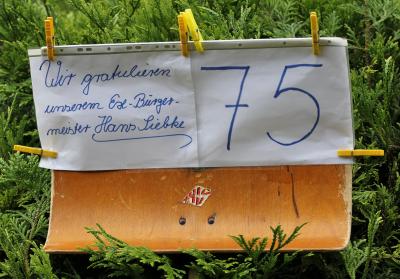 Wir gratulieren
unserem Ex-Bürger-
meister Hans Liebke
75